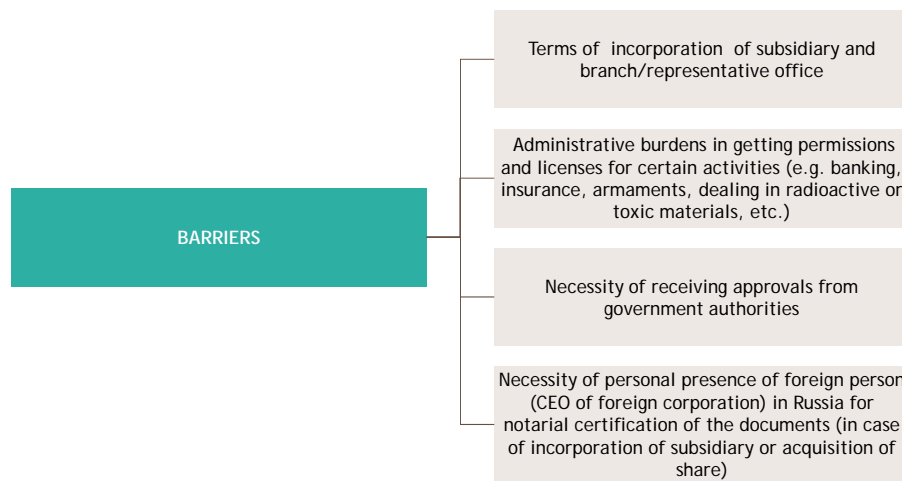 Terms of incorporation of subsidiary and
branch/representative office
Administrative burdens in getting permissions
and licenses for certain activities (e.g. banking,
insurance, armaments, dealing in radioactive or
toxic materials, etc.)
BARRIERS
Necessity of receiving approvals from
government authorities
Necessity of personal presence of foreign person
(CEO of foreign corporation) in Russia for
notarial certification of the documents (in case
of incorporation of subsidiary or acquisition of
share)